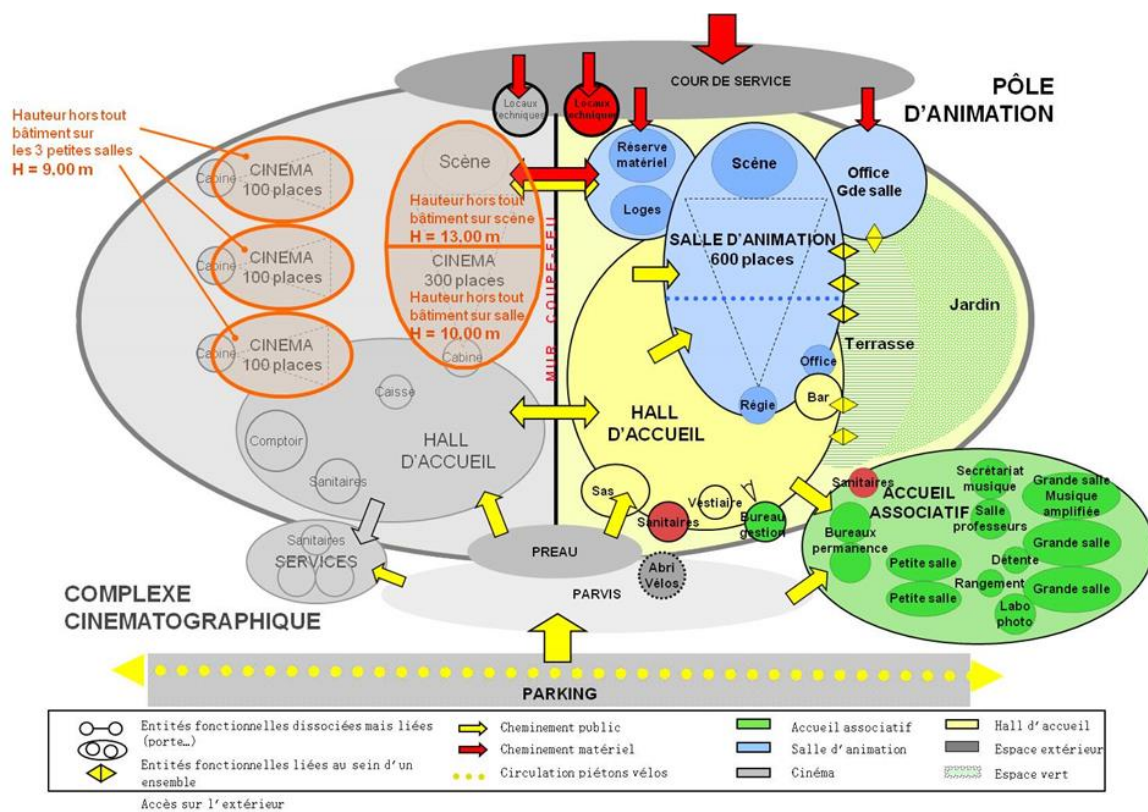 COUR DE SERVICE
PÔLE
D'ANIMATION
Hauteur hors tout
bâtiment sur
les 3 petites salles
H = 9.00 m
Locaux
techniques
Locaux
techniques
Cabine
CINEMA
100 places
Scène
Hauteur hors tout
bâtiment sur scène
H = 13.00 m
Réserve
matériel
Loges
Scène
Office
Gde salle
SALLE D'ANIMATION
600 places
Cabine
CINEMA
100 places
CINEMA
300 places
Hauteur hors tout
bâtiment sur salle
H = 10.00 m
Cabine
MUR COUPE-FEU
Jardin
Terrasse
Cabine
CINEMA
100 places
Caisse
Office
Bar
Régie
Comptoir
HALL
D'ACCUEIL
HALL
D'ACCUEIL
Sanitaires
Sas
Vestiaire
Sanitaires
Bureau
gestion
Sanitaires
ACCUEIL
ASSOCIATIF
Secrétariat
musique
Grande salle
Musique
amplifiée
Salle
professeurs
Bureaux
permanence
Grande salle
Petite salle
Détente
Rangement
Grande salle
Petite salle
Labo
photo
Sanitaires
SERVICES
PREAU
Abri
Vélos
PARVIS
COMPLEXE
CINEMATOGRAPHIQUE
PARKING
Entités fonctionnelles dissociées mais liées
(porte…)
Entités fonctionnelles liées au sein d'un
ensemble
Accès sur l'extérieur
Cheminement public
Cheminement matériel
Circulation piétons vélos
Accueil associatif
Salle d'animation
Cinéma
Hall d'accueil
Espace extérieur
Espace vert